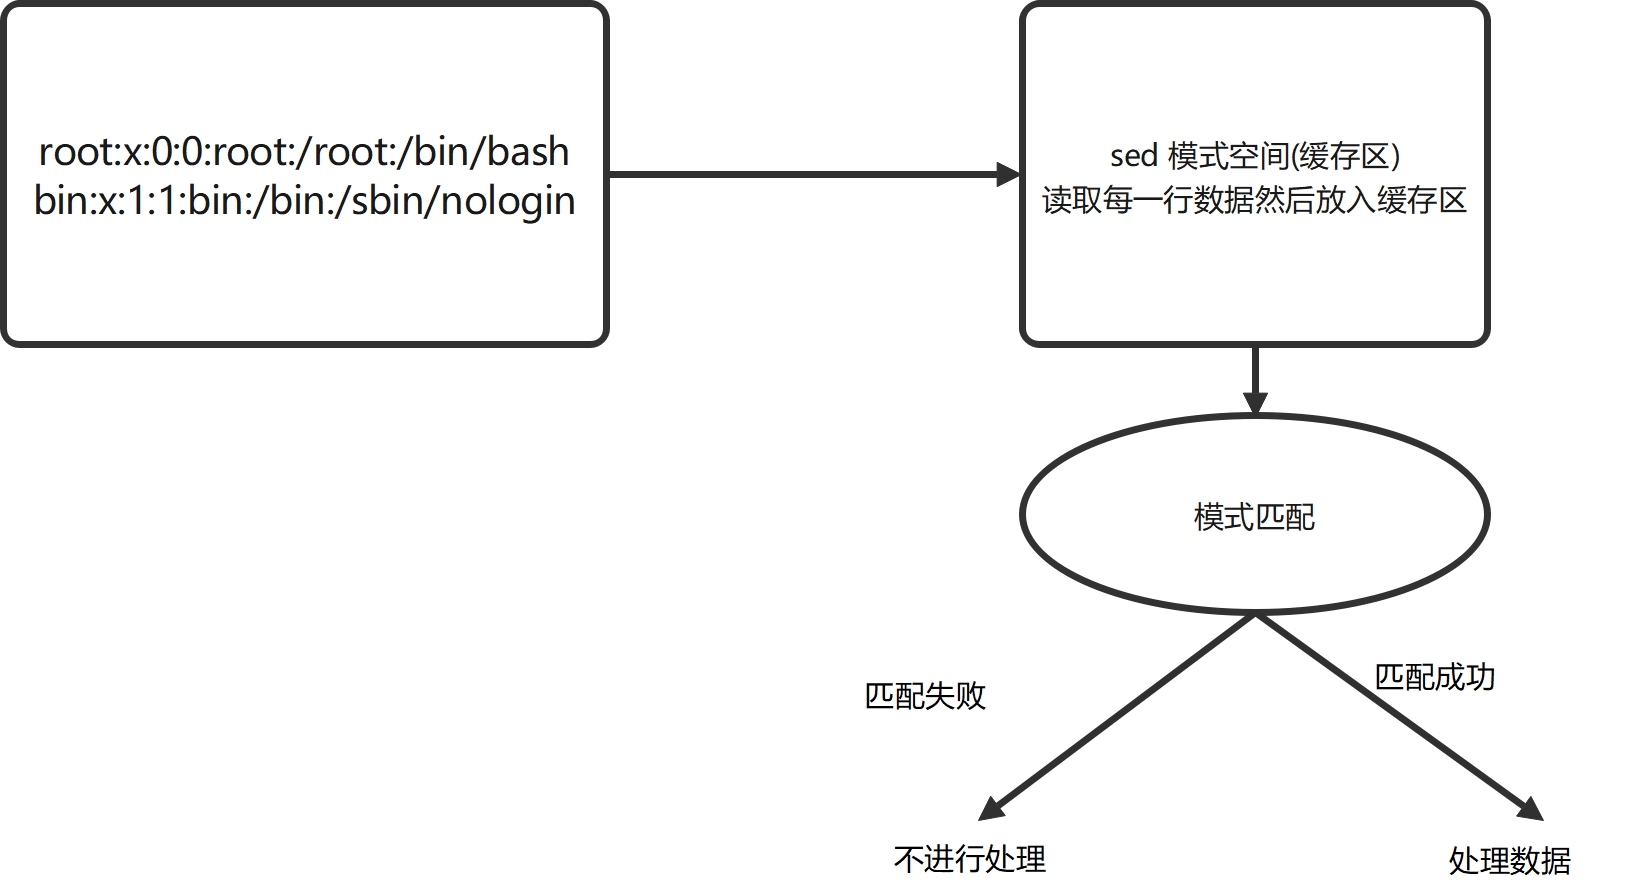 root:x:0:0:root:/root:/bin/bash
bin:x:1:1:bin:/bin:/sbin/nologin
sed 模式空间(缓存区)
读取每一行数据然后放入缓存区
模式匹配
匹配失败
匹配成功
不进行处理
处理数据